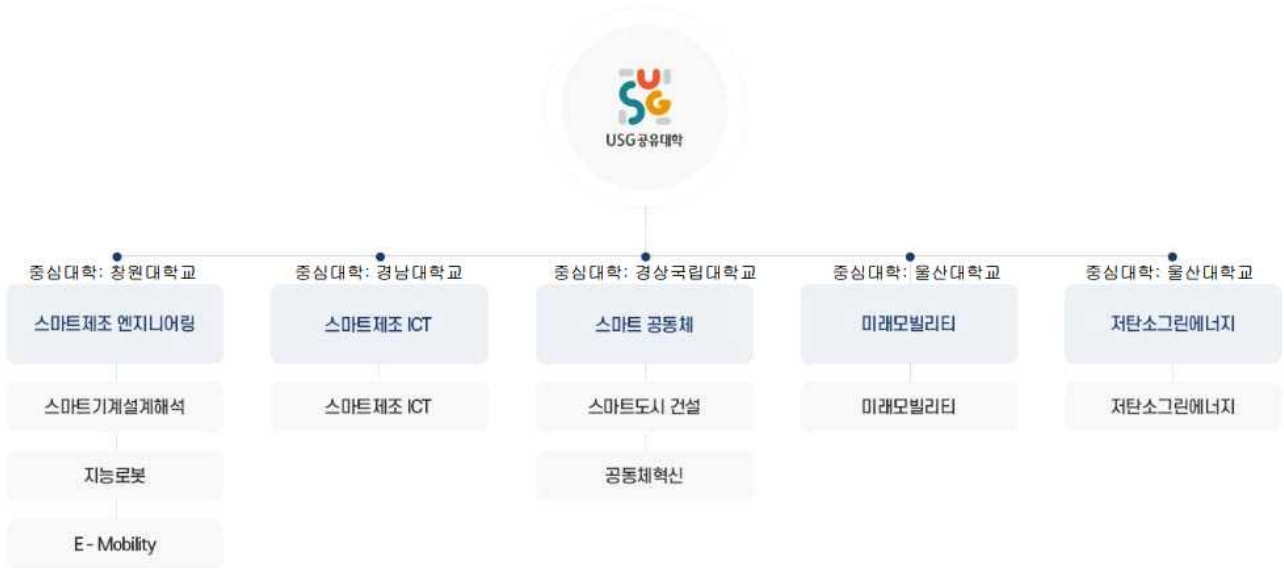 USG
USG공유대학
중심대학: 창원대학교
중심대학: 경남대학교
중심대학: 경상국립대학교
중심대학: 울산대학교
중심대학: 울산대학교
스마트제조 엔지니어링
스마트제조 ICT
스마트 공동체
미래모빌리티
저탄소그린에너지
스마트기계설계해석
스마트제조 ICT
스마트도시 건설
미래모빌리티
저탄소그린에너지
지능로봇
공동체혁신
E - Mobility